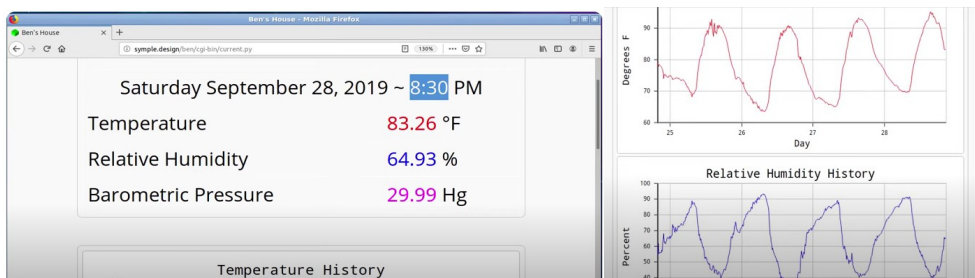 Ben's House - Mozilla Firefox
Ben's House
symple.design/ben/cgi-bin/current.py
130%
Saturday September 28, 2019 ~ 8:30 PM
Temperature 83.26 °F
Relative Humidity 64.93 %
Barometric Pressure 29.99 Hg
Temperature History
Degrees F
90
80
70
60
25 26 27 28
Day
Relative Humidity History
Percent
100
90
80
70
60
50
40